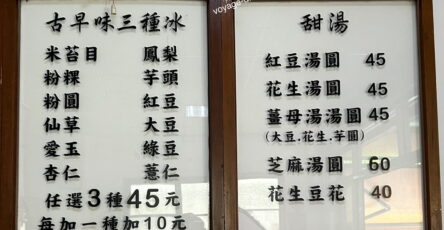 voyage
古早味三種冰
米苔目 鳳梨
粉粿 芋頭
粉圓 紅豆
仙草 大豆
愛玉 綠豆
杏仁 薏仁
任選3種45元
每加一種加10元
甜湯
紅豆湯圓 45
花生湯圓 45
薑母湯湯圓 45
(大豆.花生.芋圓)
芝麻湯圓 60
花生豆花 40